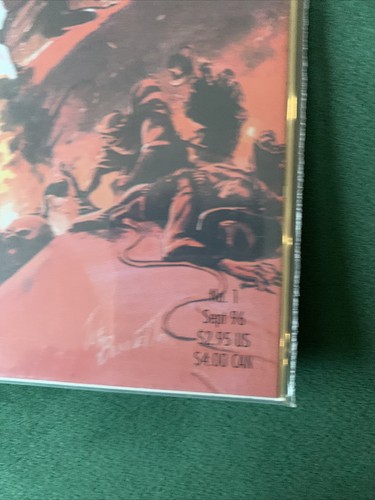 No. 1
Sept 96
$2.95 US
$4.00 CAN